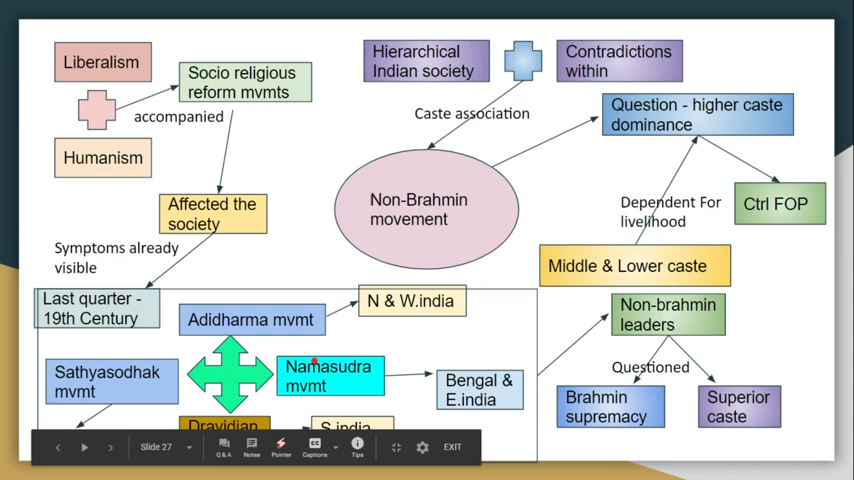 Liberalism
Socio religious
reform mvmts
accompanied
Humanism
Affected the
society
Symptoms already
visible
Last quarter -
19th Century
Hierarchical
Indian society
Contradictions
within
Caste association
Non-Brahmin
movement
Question - higher caste
dominance
Dependent For
livelihood
Ctrl FOP
Middle & Lower caste
Non-brahmin
leaders
Questioned
Brahmin
supremacy
Superior
caste
Adidharma mvmt
N & W.india
Sathyasodhak
mvmt
Namasudra
mvmt
Bengal &
E.india
Dravidian
S.india
Slide 27
Q & A
Notes
Pointer
Captions
Tips
EXIT